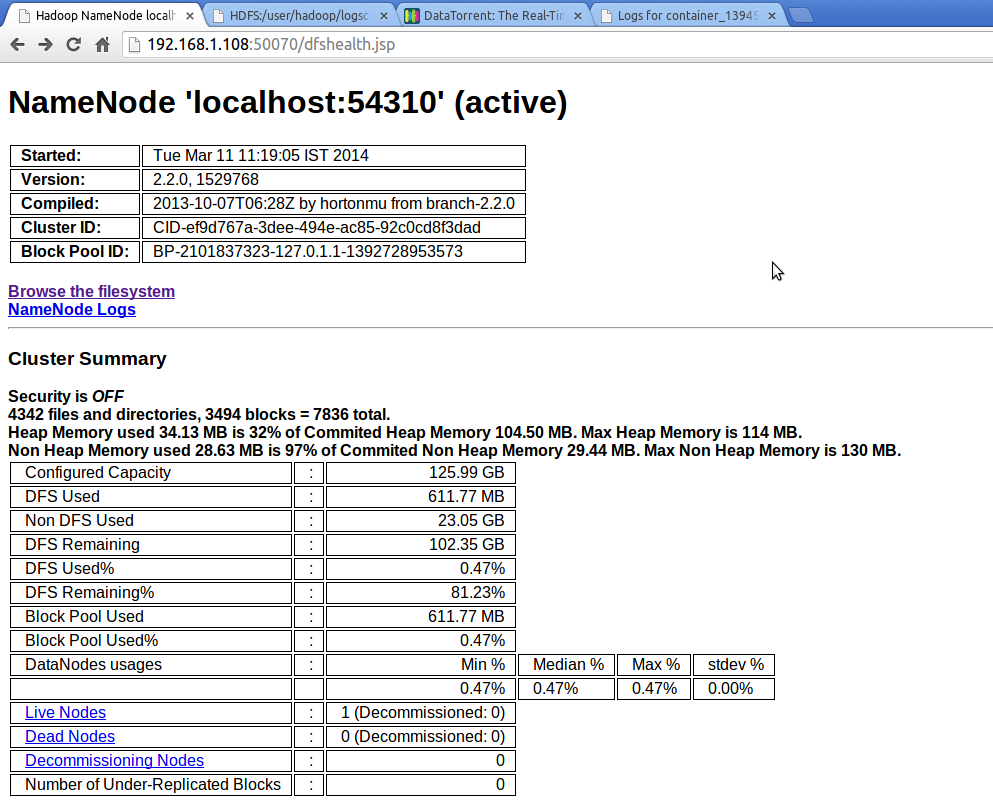 Hadoop NameNode localh
HDFS:/user/hadoop/logsc
DataTorrent: The Real-Tim
Logs for container_13945
192.168.1.108:50070/dfshealth.jsp
NameNode 'localhost:54310' (active)
Started: Tue Mar 11 11:19:05 IST 2014
Version: 2.2.0, 1529768
Compiled: 2013-10-07T06:28Z by hortonmu from branch-2.2.0
Cluster ID: CID-ef9d767a-3dee-494e-ac85-92c0cd8f3dad
Block Pool ID: BP-2101837323-127.0.1.1-1392728953573
Browse the filesystem
NameNode Logs
Cluster Summary
Security is OFF
4342 files and directories, 3494 blocks = 7836 total.
Heap Memory used 34.13 MB is 32% of Commited Heap Memory 104.50 MB. Max Heap Memory is 114 MB.
Non Heap Memory used 28.63 MB is 97% of Commited Non Heap Memory 29.44 MB. Max Non Heap Memory is 130 MB.
Configured Capacity : 125.99 GB
DFS Used : 611.77 MB
Non DFS Used : 23.05 GB
DFS Remaining : 102.35 GB
DFS Used% : 0.47%
DFS Remaining% : 81.23%
Block Pool Used : 611.77 MB
Block Pool Used% : 0.47%
DataNodes usages : Min % Median % Max % stdev %
0.47% 0.47% 0.47% 0.00%
Live Nodes : 1 (Decommissioned: 0)
Dead Nodes : 0 (Decommissioned: 0)
Decommissioning Nodes : 0
Number of Under-Replicated Blocks : 0